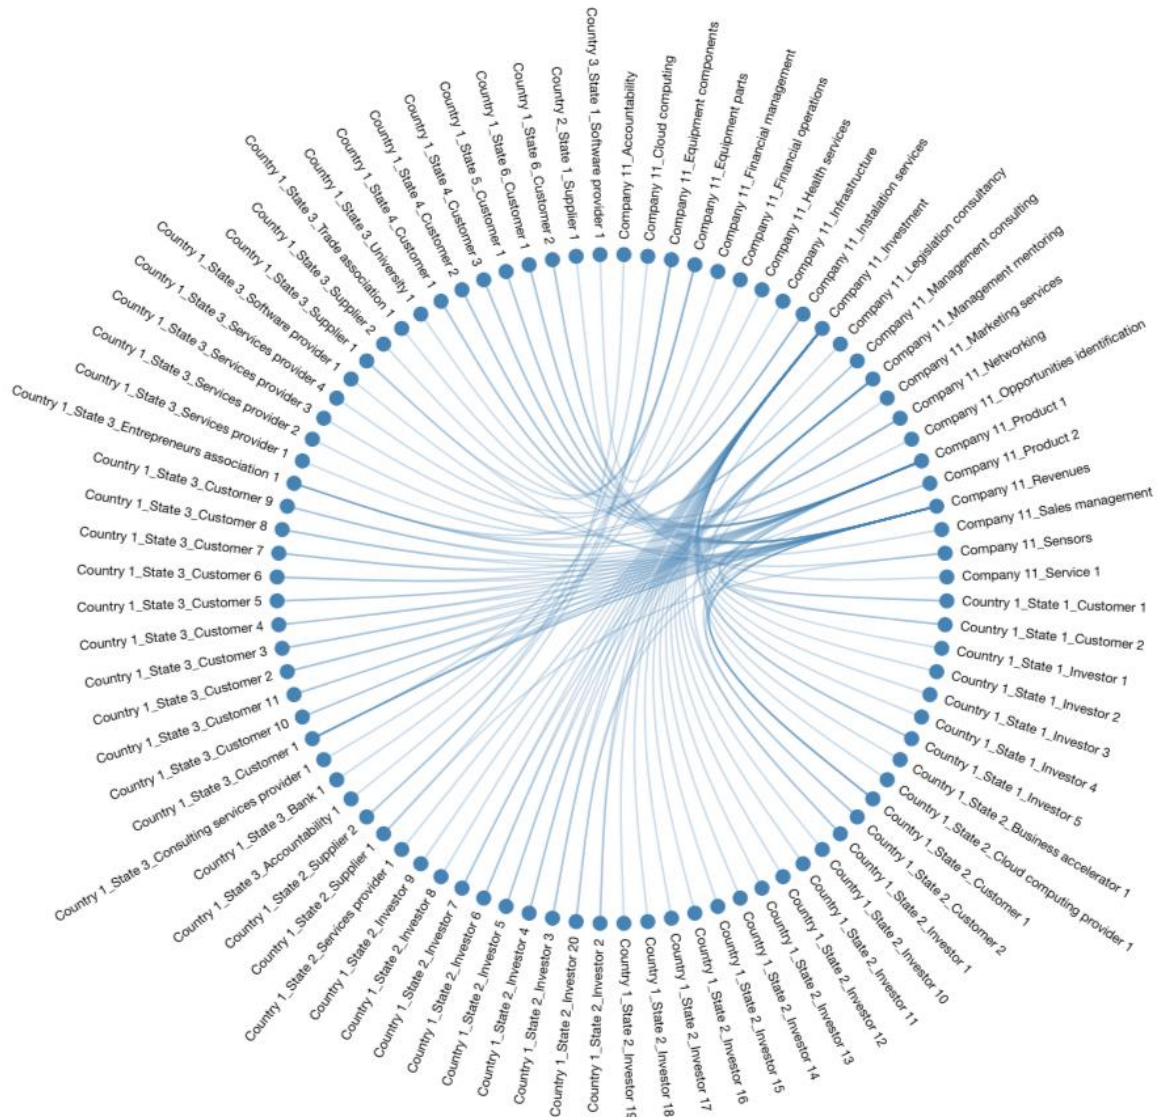 Country 3_State 1_Software provider 1
Company 11_Accountability
Company 11_Cloud computing
Company 11_Equipment components
Company 11_Equipment parts
Company 11_Financial management
Company 11_Financial operations
Company 11_Health services
Company 11_Infrastructure
Company 11_Instalation services
Company 11_Investment
Company 11_Legislation consultancy
Company 11_Management consulting
Company 11_Management mentoring
Company 11_Marketing services
Company 11_Networking
Company 11_Opportunities identification
Company 11_Product 1
Company 11_Product 2
Company 11_Revenues
Company 11_Sales management
Company 11_Sensors
Company 11_Service 1
Country 1_State 1_Customer 1
Country 1_State 1_Customer 2
Country 1_State 1_Investor 1
Country 1_State 1_Investor 2
Country 1_State 1_Investor 3
Country 1_State 1_Investor 4
Country 1_State 1_Investor 5
Country 1_State 2_Business accelerator 1
Country 1_State 2_Cloud computing provider 1
Country 1_State 2_Customer 1
Country 1_State 2_Customer 2
Country 1_State 2_Investor 1
Country 1_State 2_Investor 10
Country 1_State 2_Investor 11
Country 1_State 2_Investor 12
Country 1_State 2_Investor 13
Country 1_State 2_Investor 14
Country 1_State 2_Investor 15
Country 1_State 2_Investor 16
Country 1_State 2_Investor 17
Country 1_State 2_Investor 18
Country 1_State 2_Investor 19
Country 1_State 2_Investor 2
Country 1_State 2_Investor 20
Country 1_State 2_Investor 3
Country 1_State 2_Investor 4
Country 1_State 2_Investor 5
Country 1_State 2_Investor 6
Country 1_State 2_Investor 7
Country 1_State 2_Investor 8
Country 1_State 2_Investor 9
Country 1_State 2_Services provider 1
Country 1_State 2_Supplier 1
Country 1_State 2_Supplier 2
Country 1_State 3_Accountability 1
Country 1_State 3_Bank 1
Country 1_State 3_Consulting services provider 1
Country 1_State 3_Customer 1
Country 1_State 3_Customer 10
Country 1_State 3_Customer 11
Country 1_State 3_Customer 2
Country 1_State 3_Customer 3
Country 1_State 3_Customer 4
Country 1_State 3_Customer 5
Country 1_State 3_Customer 6
Country 1_State 3_Customer 7
Country 1_State 3_Customer 8
Country 1_State 3_Customer 9
Country 1_State 3_Entrepreneurs association 1
Country 1_State 3_Services provider 1
Country 1_State 3_Services provider 2
Country 1_State 3_Services provider 3
Country 1_State 3_Services provider 4
Country 1_State 3_Software provider 1
Country 1_State 3_Supplier 1
Country 1_State 3_Supplier 2
Country 1_State 3_Trade association 1
Country 1_State 3_University 1
Country 1_State 4_Customer 1
Country 1_State 4_Customer 2
Country 1_State 4_Customer 3
Country 1_State 5_Customer 1
Country 1_State 6_Customer 1
Country 1_State 6_Customer 2
Country 2_State 1_Supplier 1